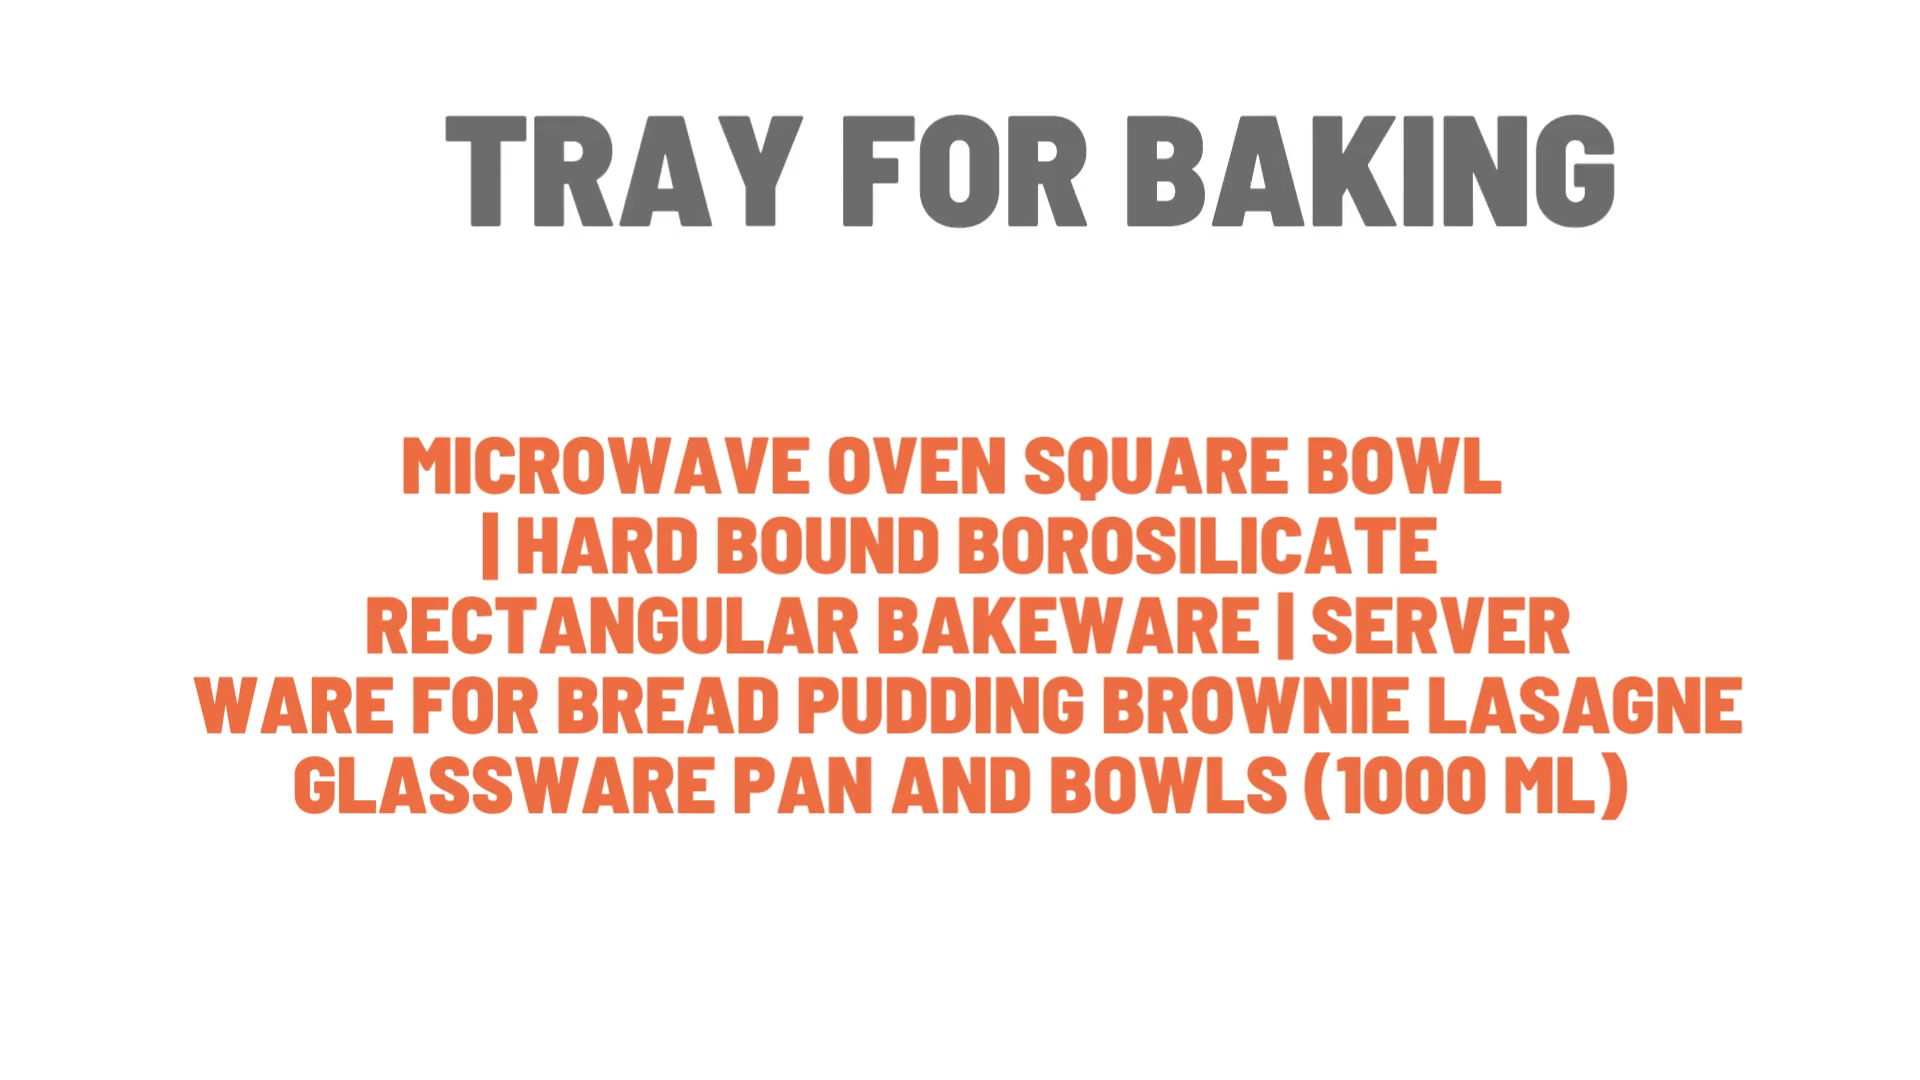 TRAY FOR BAKING
MICROWAVE OVEN SQUARE BOWL
| HARD BOUND BOROSILICATE
RECTANGULAR BAKEWARE | SERVER
WARE FOR BREAD PUDDING BROWNIE LASAGNE
GLASSWARE PAN AND BOWLS (1000 ML)